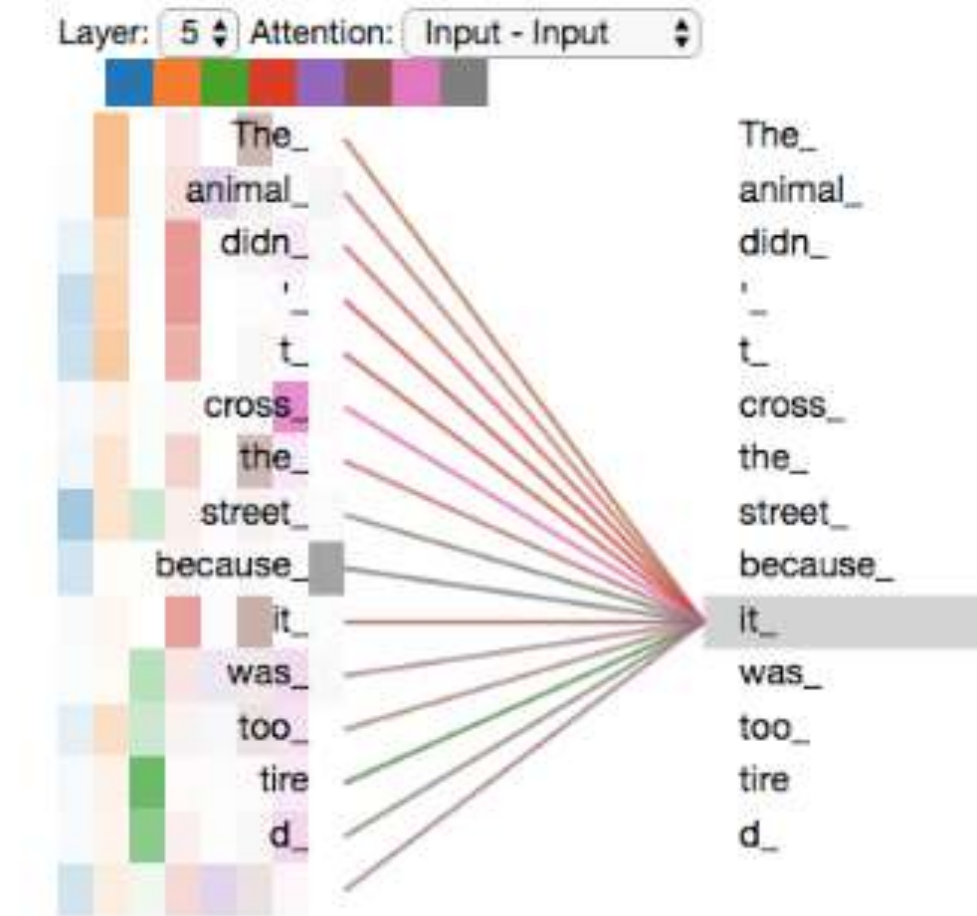 Layer: 5 Attention: Input - Input
The_ The_
animal_ animal_
didn_ didn_
'_ '_
t_ t_
cross_ cross_
the_ the_
street_ street_
because_ because_
it_ it_
was_ was_
too_ too_
tire tire
d_ d_